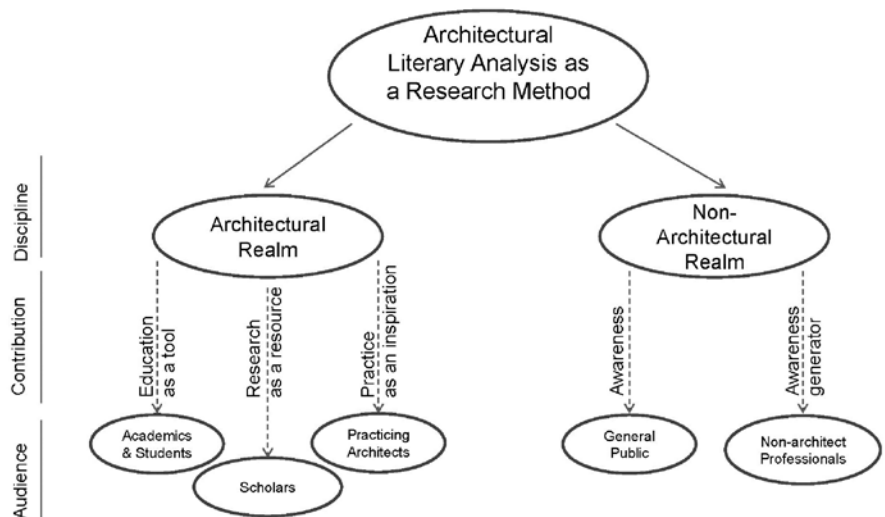 Architectural
Literary Analysis as
a Research Method
Discipline
Architectural
Realm
Non-
Architectural
Realm
Contribution
Education
as a tool
Research
as a resource
Practice
as an inspiration
Awareness
Awareness
generator
Audience
Academics
& Students
Scholars
Practicing
Architects
General
Public
Non-architect
Professionals